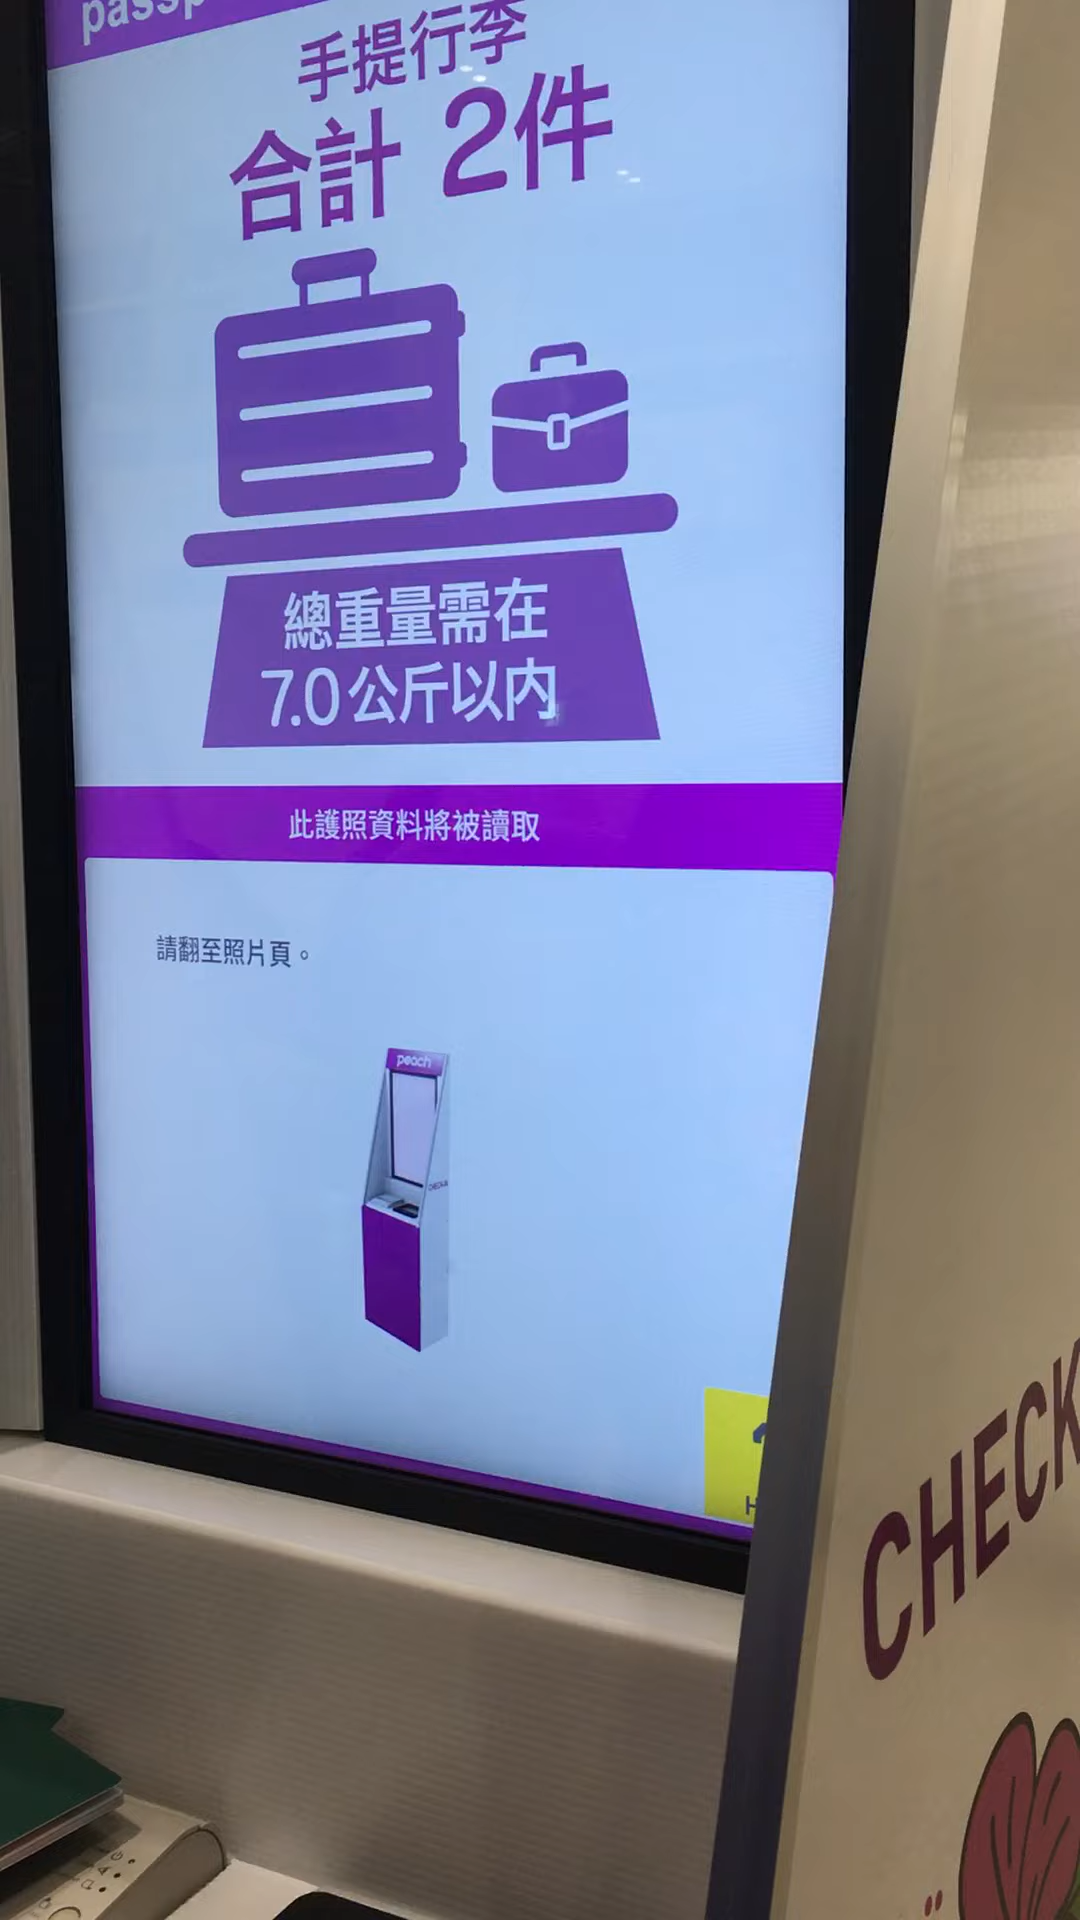 passp
手提行李
合計 2件
總重量需在
7.0公斤以內
此護照資料將被讀取
請翻至照片頁。
peach
H
CHECK